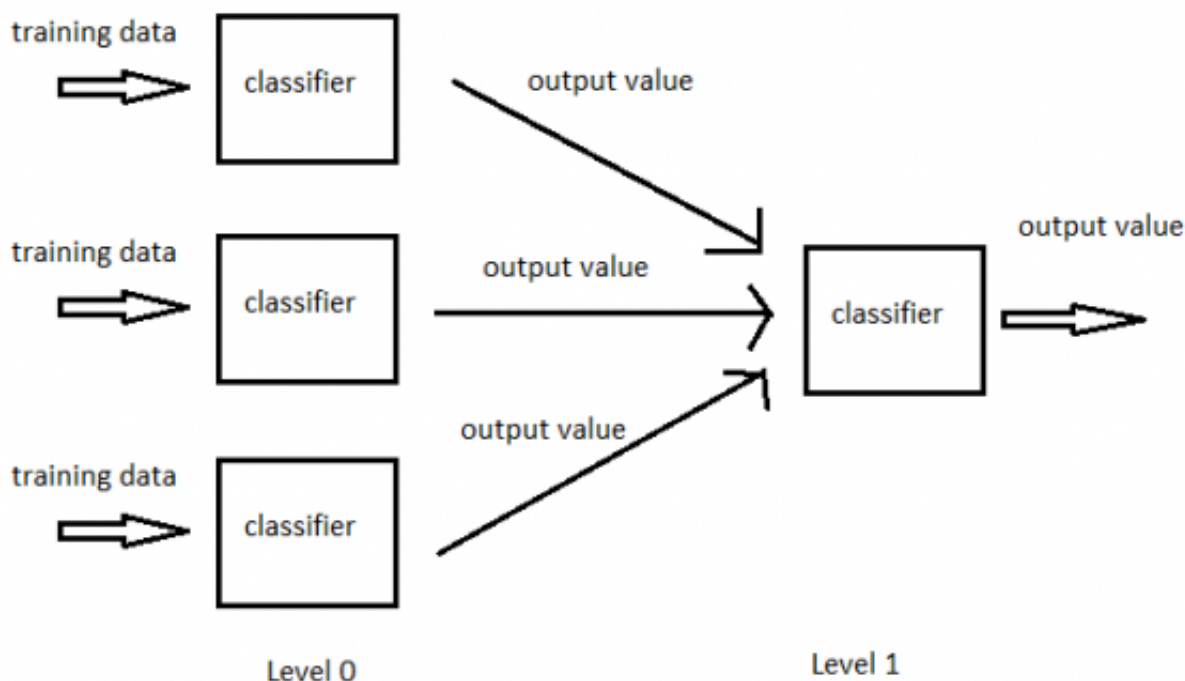 training data
classifier
output value
training data
classifier
output value
output value
classifier
output value
training data
classifier
Level 0
Level 1